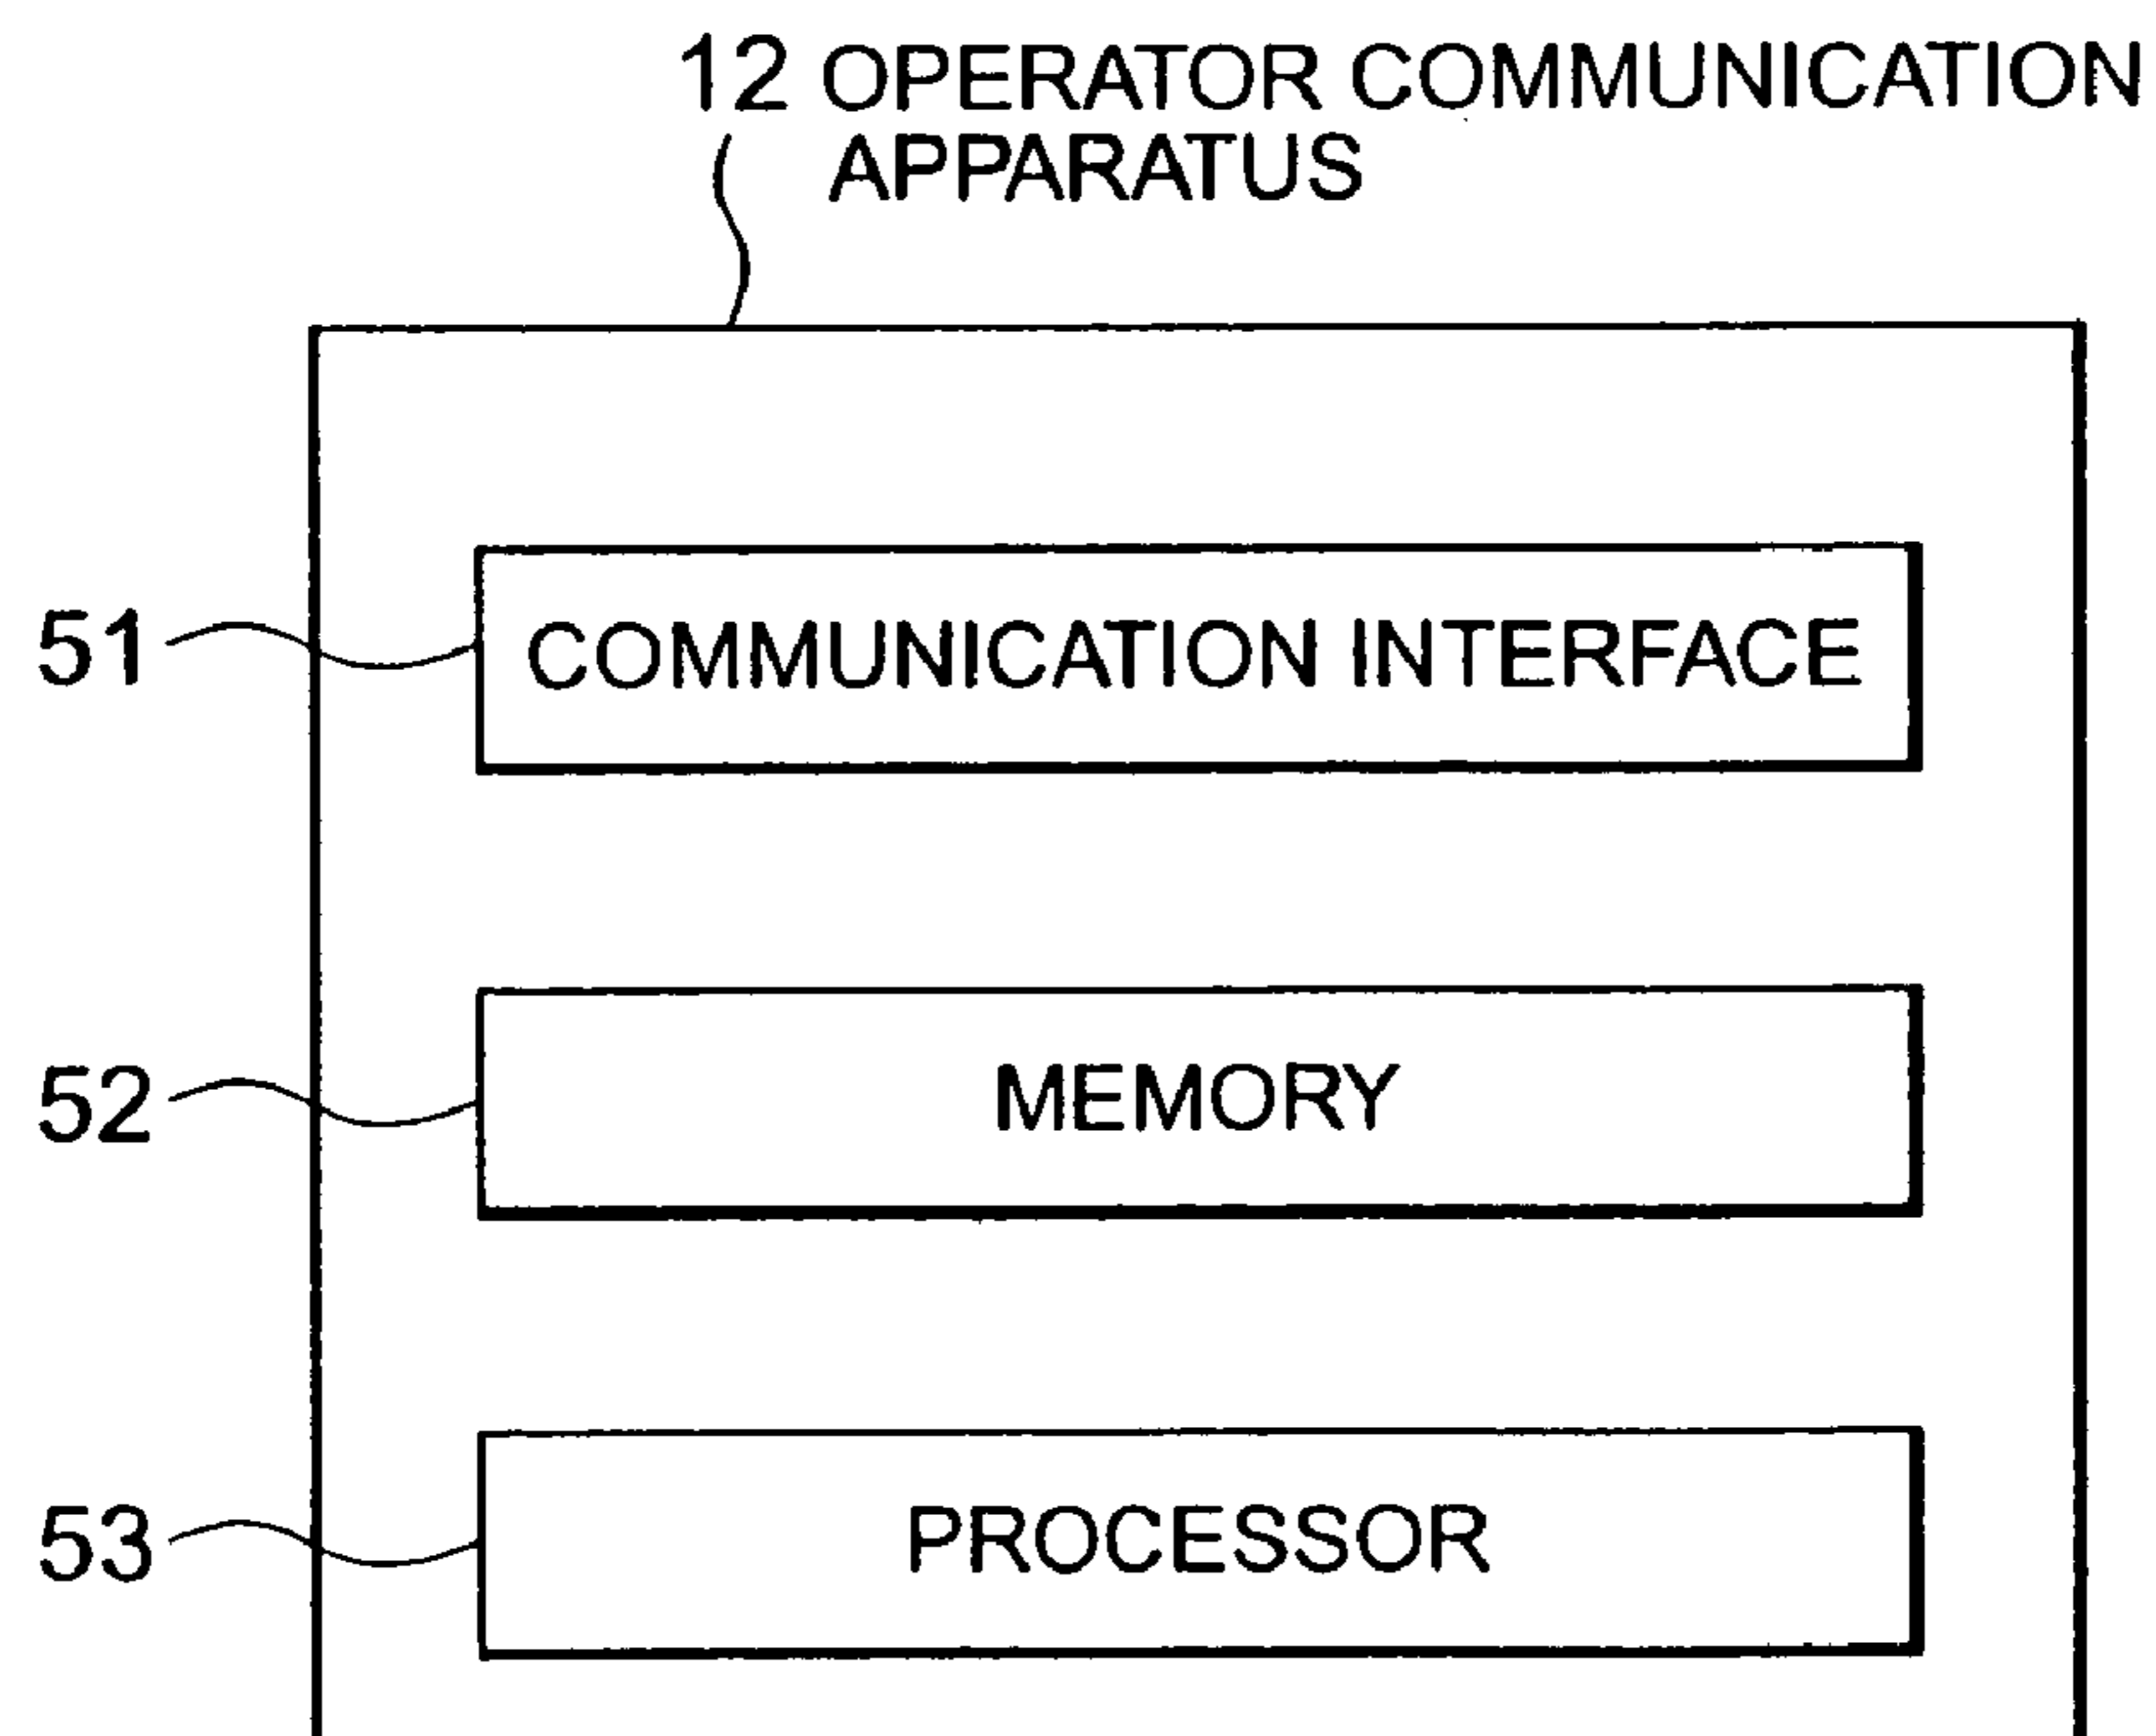 12 OPERATOR COMMUNICATION
APPARATUS
51 COMMUNICATION INTERFACE
52 MEMORY
53 PROCESSOR